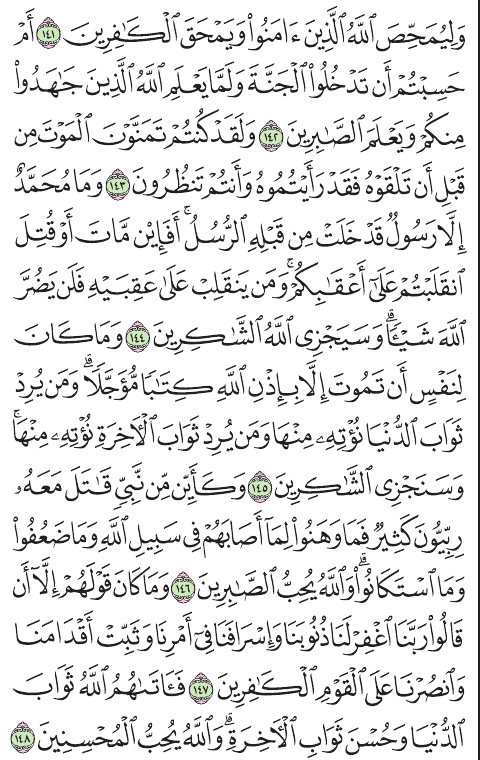 وَلِيُمَحِّصَ ٱللَّهُ ٱلَّذِينَ ءَامَنُوا۟ وَيَمْحَقَ ٱلْكَـٰفِرِينَ ١٤١ أَمْ
حَسِبْتُمْ أَن تَدْخُلُوا۟ ٱلْجَنَّةَ وَلَمَّا يَعْلَمِ ٱللَّهُ ٱلَّذِينَ جَـٰهَدُوا۟
مِنكُمْ وَيَعْلَمَ ٱلصَّـٰبِرِينَ ١٤٢ وَلَقَدْ كُنتُمْ تَمَنَّوْنَ ٱلْمَوْتَ مِن
قَبْلِ أَن تَلْقَوْهُ فَقَدْ رَأَيْتُمُوهُ وَأَنتُمْ تَنظُرُونَ ١٤٣ وَمَا مُحَمَّدٌ
إِلَّا رَسُولٌ قَدْ خَلَتْ مِن قَبْلِهِ ٱلرُّسُلُ ۚ أَفَإِي۟ن مَّاتَ أَوْ قُتِلَ
ٱنقَلَبْتُمْ عَلَىٰٓ أَعْقَـٰبِكُمْ ۚ وَمَن يَنقَلِبْ عَلَىٰ عَقِبَيْهِ فَلَن يَضُرَّ
ٱللَّهَ شَيْـًٔا ۗ وَسَيَجْزِى ٱللَّهُ ٱلشَّـٰكِرِينَ ١٤٤ وَمَا كَانَ
لِنَفْسٍ أَن تَمُوتَ إِلَّا بِإِذْنِ ٱللَّهِ كِتَـٰبًا مُّؤَجَّلًا ۗ وَمَن يُرِدْ
ثَوَابَ ٱلدُّنْيَا نُؤْتِهِۦ مِنْهَا وَمَن يُرِدْ ثَوَابَ ٱلْـَٔاخِرَةِ نُؤْتِهِۦ مِنْهَا ۚ
وَسَنَجْزِى ٱلشَّـٰكِرِينَ ١٤٥ وَكَأَيِّن مِّن نَّبِىٍّ قَـٰتَلَ مَعَهُۥ
رِبِّيُّونَ كَثِيرٌ فَمَا وَهَنُوا۟ لِمَآ أَصَابَهُمْ فِى سَبِيلِ ٱللَّهِ وَمَا ضَعُفُوا۟
وَمَا ٱسْتَكَانُوا۟ ۗ وَٱللَّهُ يُحِبُّ ٱلصَّـٰبِرِينَ ١٤٦ وَمَا كَانَ قَوْلَهُمْ إِلَّآ أَن
قَالُوا۟ رَبَّنَا ٱغْفِرْ لَنَا ذُنُوبَنَا وَإِسْرَافَنَا فِىٓ أَمْرِنَا وَثَبِّتْ أَقْدَامَنَا
وَٱنصُرْنَا عَلَى ٱلْقَوْمِ ٱلْكَـٰفِرِينَ ١٤٧ فَـَٔاتَىٰهُمُ ٱللَّهُ ثَوَابَ
ٱلدُّنْيَا وَحُسْنَ ثَوَابِ ٱلْـَٔاخِرَةِ ۗ وَٱللَّهُ يُحِبُّ ٱلْمُحْسِنِينَ ١٤٨